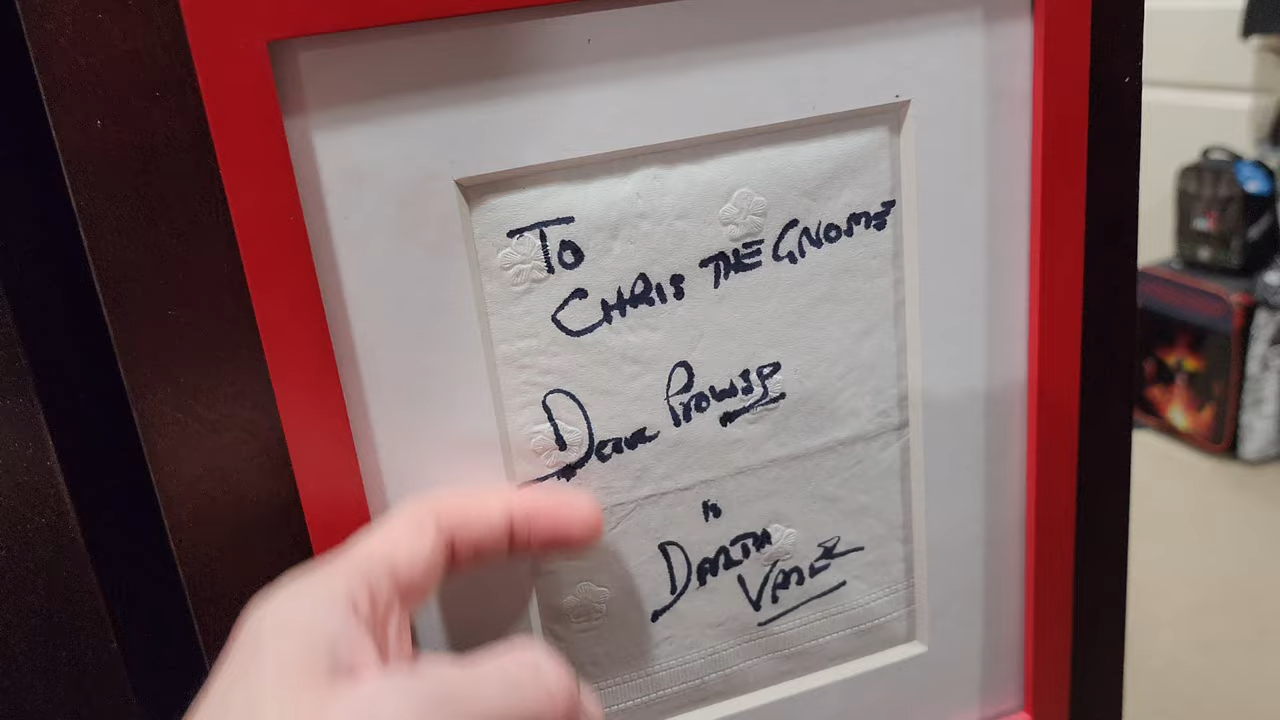 To
CHRIS THE GNOME
Dave Prowse
is
DARTH
VADER